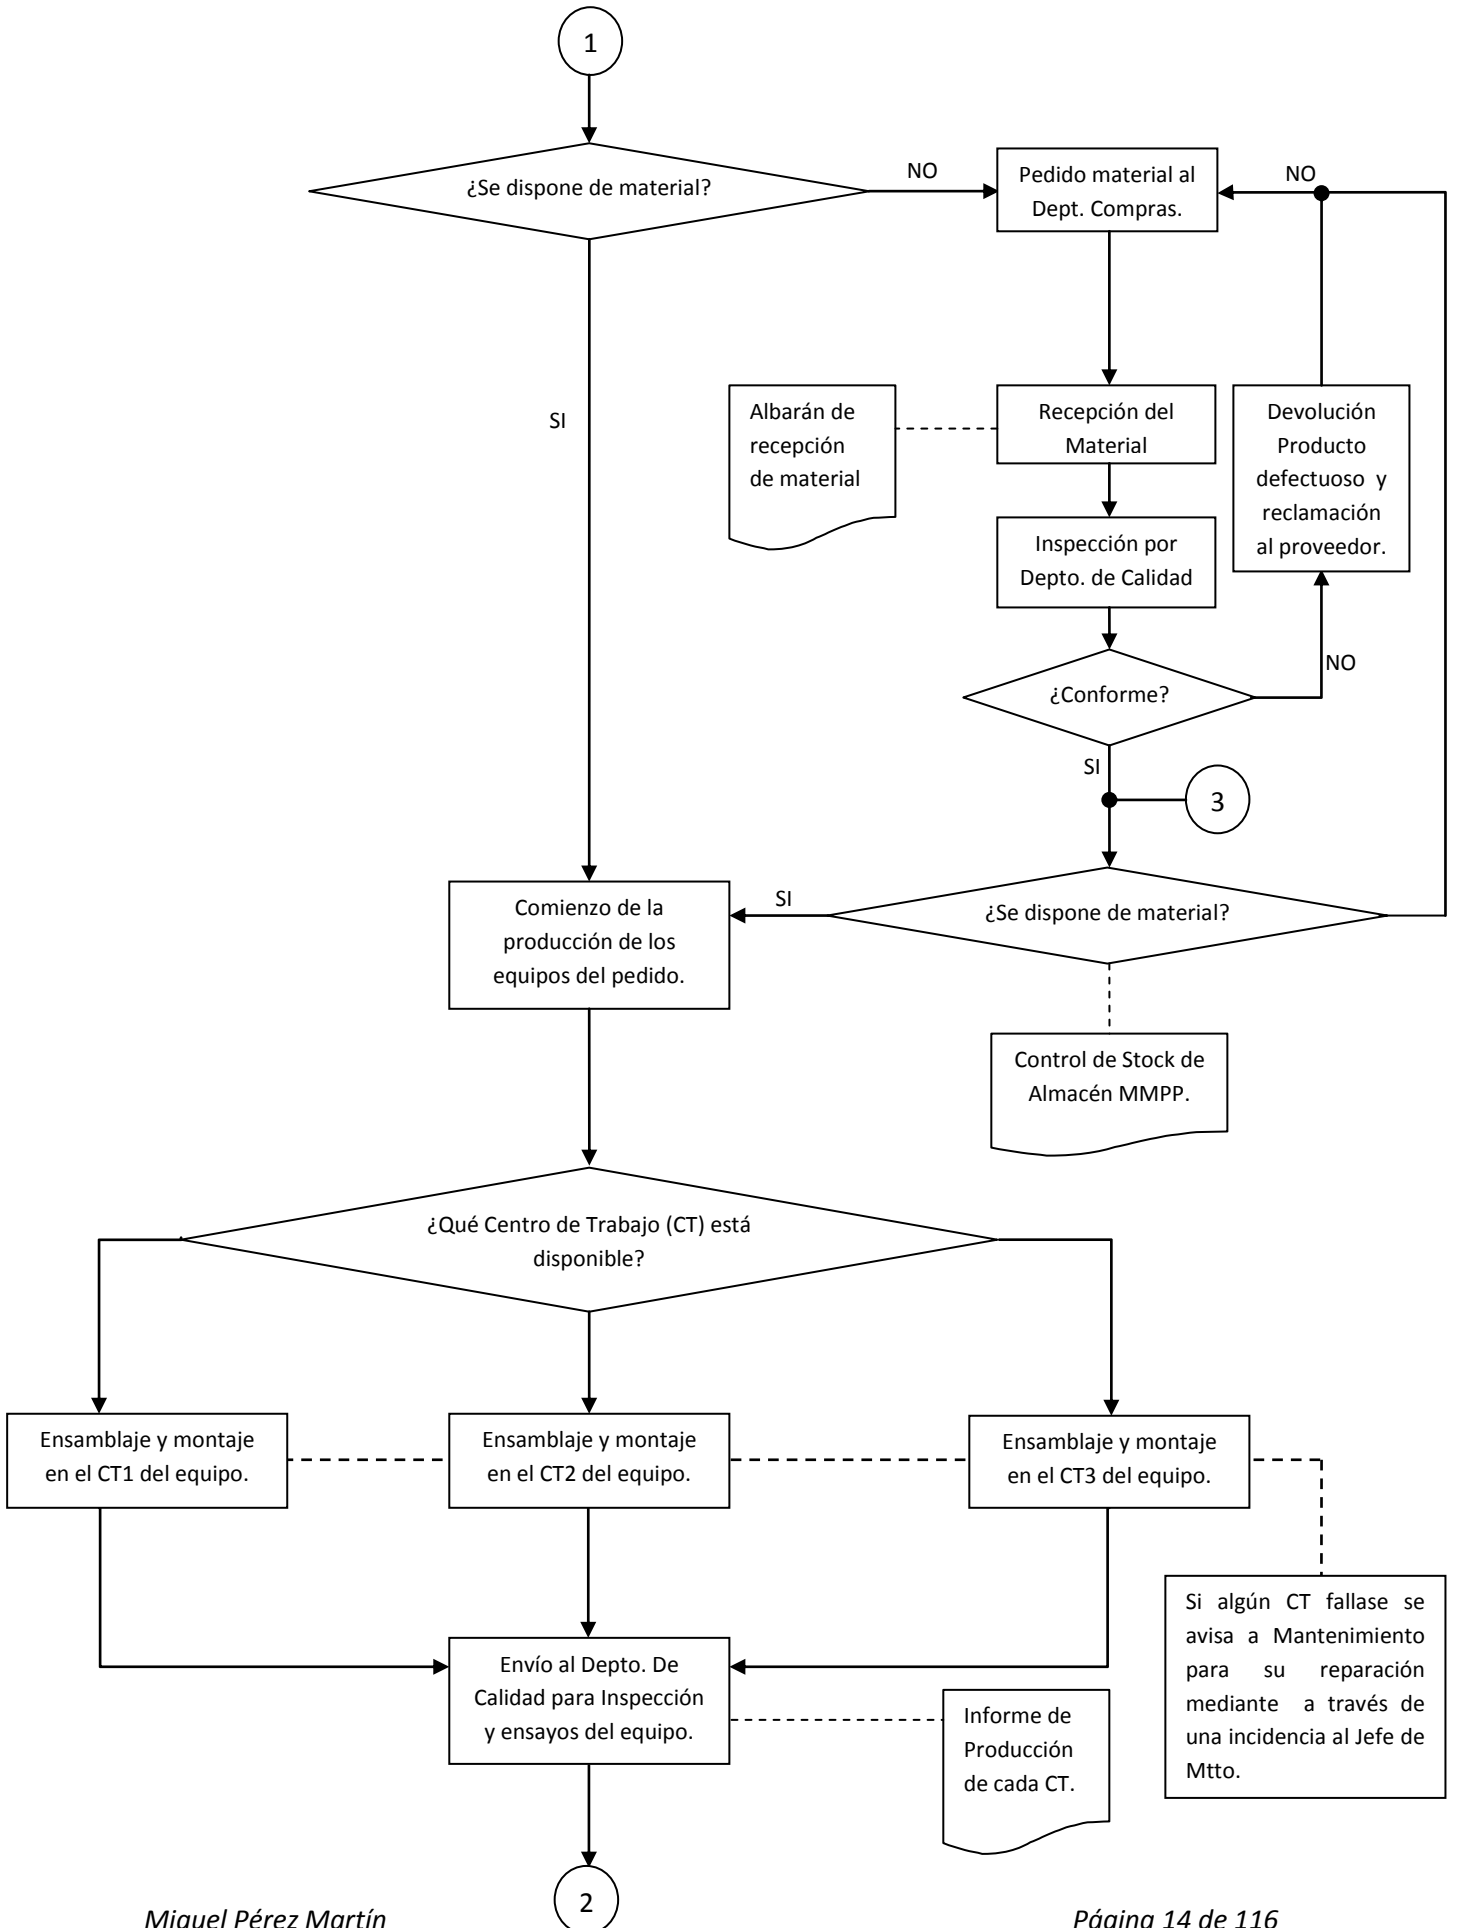 1
¿Se dispone de material?
NO
Pedido material al
Dept. Compras.
NO
SI
Albarán de
recepción
de material
Recepción del
Material
Devolución
Producto
defectuoso y
reclamación
al proveedor.
Inspección por
Depto. de Calidad
NO
¿Conforme?
SI
3
Comienzo de la
producción de los
equipos del pedido.
SI
¿Se dispone de material?
Control de Stock de
Almacén MMPP.
¿Qué Centro de Trabajo (CT) está
disponible?
Ensamblaje y montaje
en el CT1 del equipo.
Ensamblaje y montaje
en el CT2 del equipo.
Ensamblaje y montaje
en el CT3 del equipo.
Si algún CT fallase se
avisa a Mantenimiento
para su reparación
mediante a través de
una incidencia al Jefe de
Mtto.
Envío al Depto. De
Calidad para Inspección
y ensayos del equipo.
Informe de
Producción
de cada CT.
2
Miguel Pérez Martín
Página 14 de 116